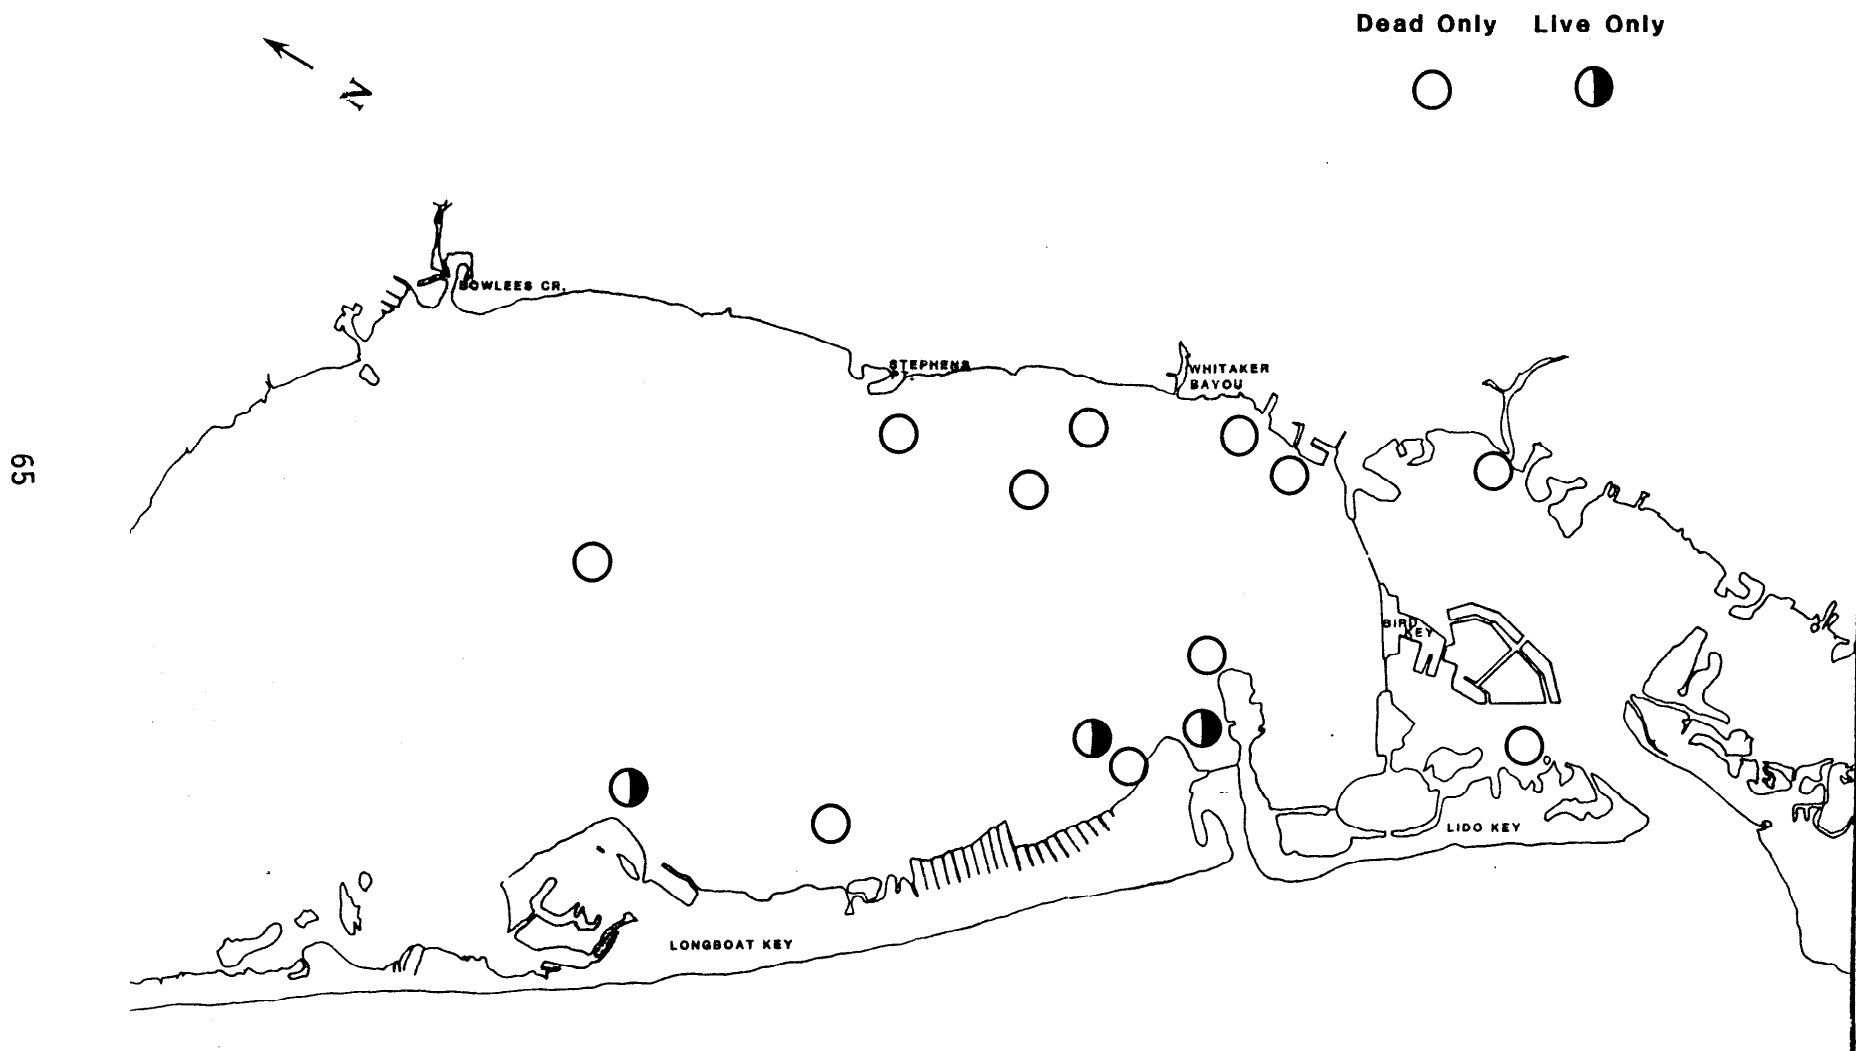 Dead Only Live Only
N
BOWLEES CR.
STEPHENS
WHITAKER
BAYOU
65
BIRD
KEY
LIDO KEY
LONGBOAT KEY